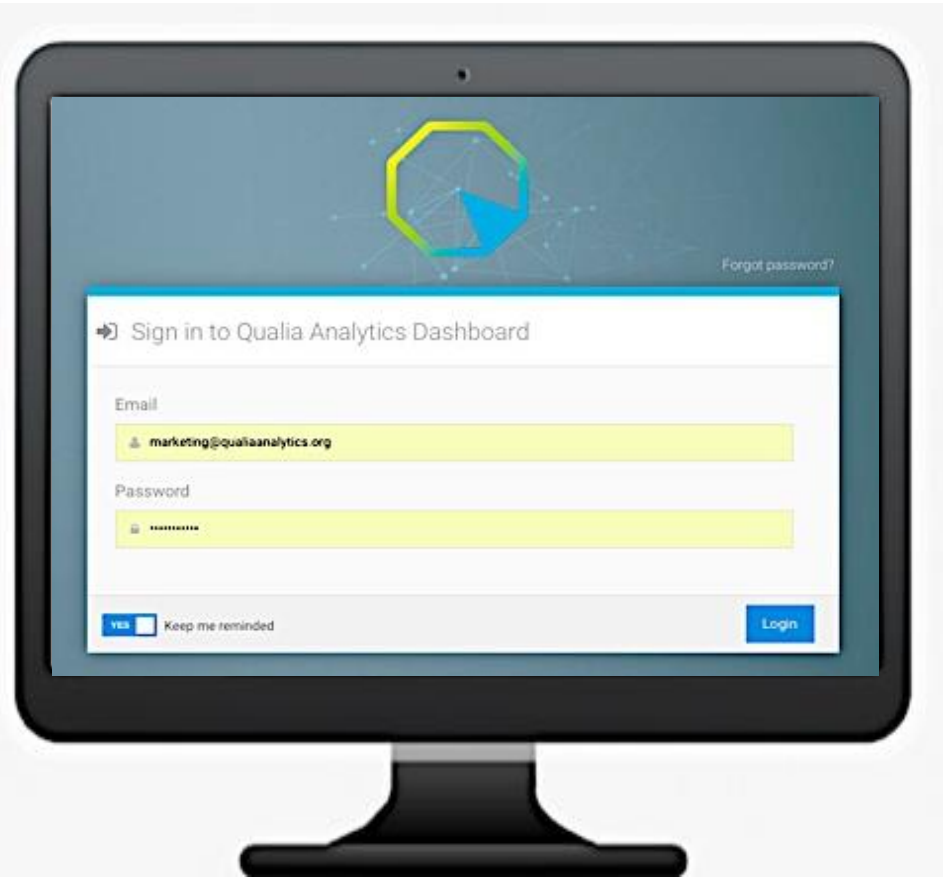 Forgot password?
Sign in to Qualia Analytics Dashboard
Email
marketing@qualiaanalytics.org
Password
YES Keep me reminded
Login